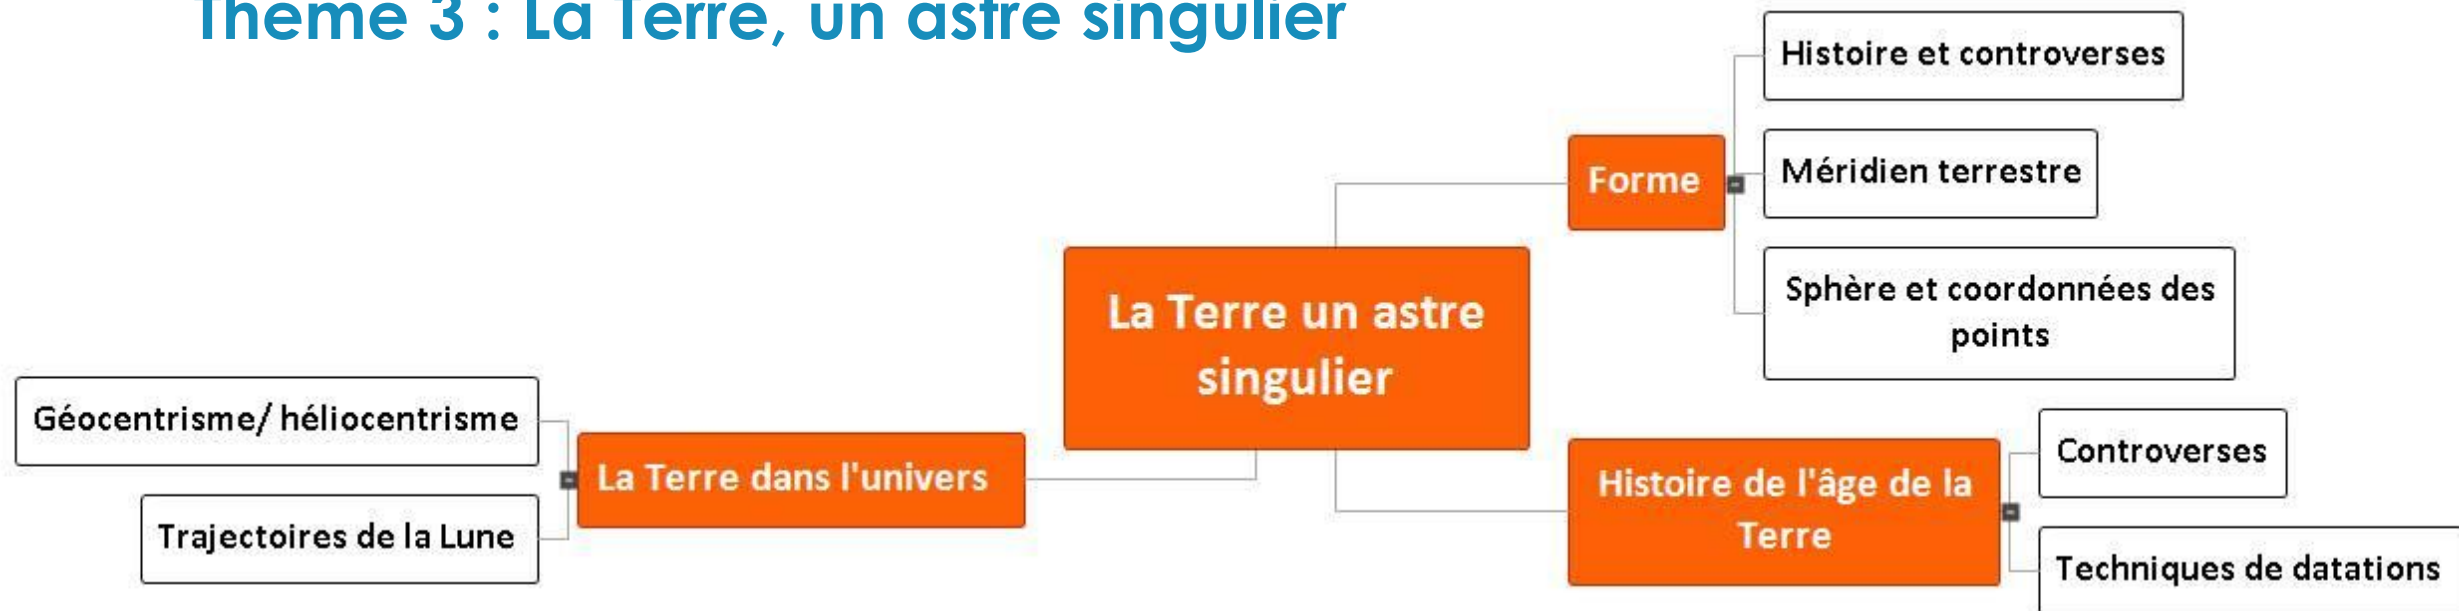 Thème 3 : La Terre, un astre singulier
Histoire et controverses
Forme
Méridien terrestre
Sphère et coordonnées des
points
La Terre un astre
singulier
Géocentrisme/ héliocentrisme
La Terre dans l'univers
Trajectoires de la Lune
Histoire de l'âge de la
Terre
Controverses
Techniques de datations